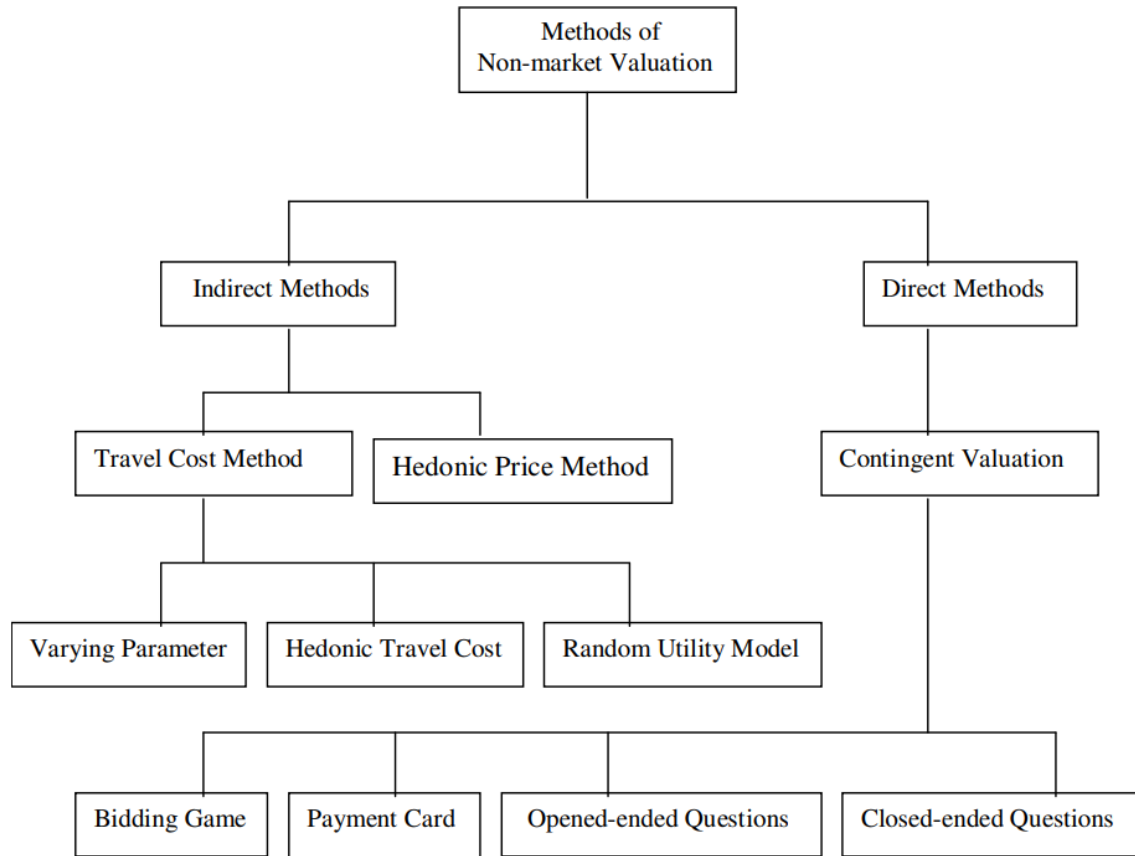 Methods of
Non-market Valuation
Indirect Methods
Direct Methods
Travel Cost Method
Hedonic Price Method
Contingent Valuation
Varying Parameter
Hedonic Travel Cost
Random Utility Model
Bidding Game
Payment Card
Opened-ended Questions
Closed-ended Questions